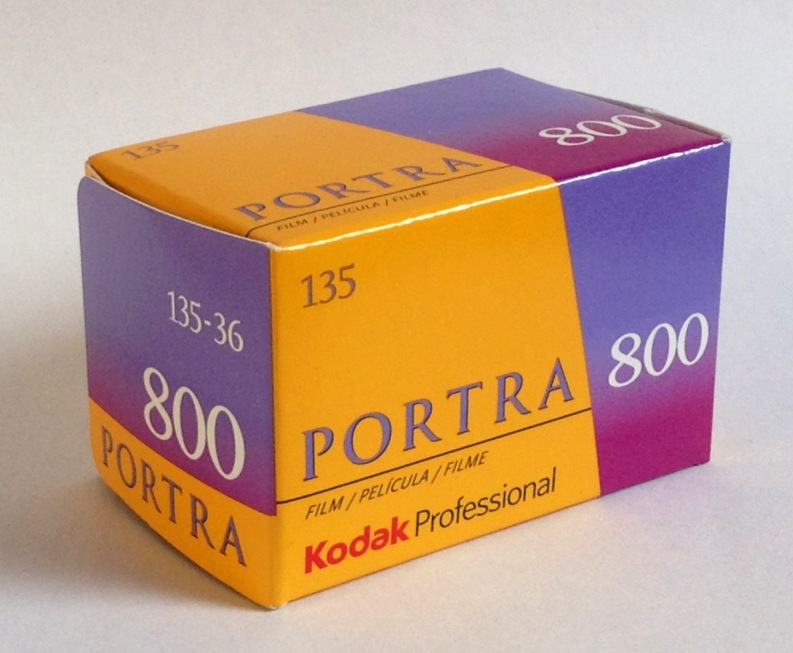 135
PORTRA
FILM / PELÍCULA / FILME
800
135-36
800
PORTRA
135
PORTRA
FILM / PELÍCULA / FILME
Kodak Professional
800